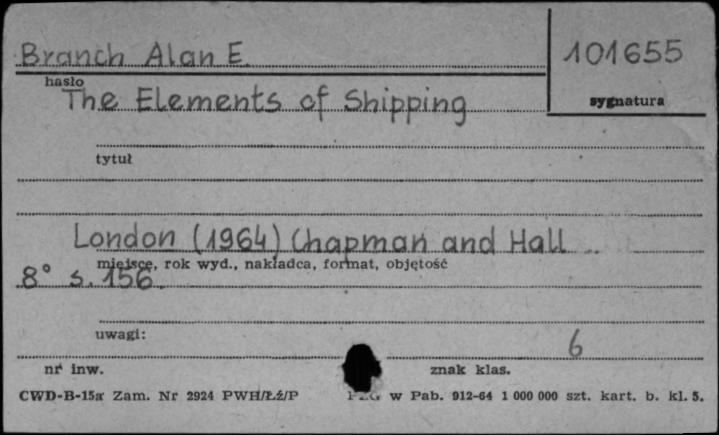 Branch Alan E.
101655
hasło
sygnatura
The Elements of Shipping
tytuł
London (1964) Chapman and Hall
miejsce, rok wyd., nakładca, format, objętość
8° s. 156.
uwagi:
6
nr inw.
znak klas.
CWD-B-15a Zam. Nr 2924 PWH/Łź/P w Pab. 912-64 1 000 000 szt. kart. b. kl. 5.